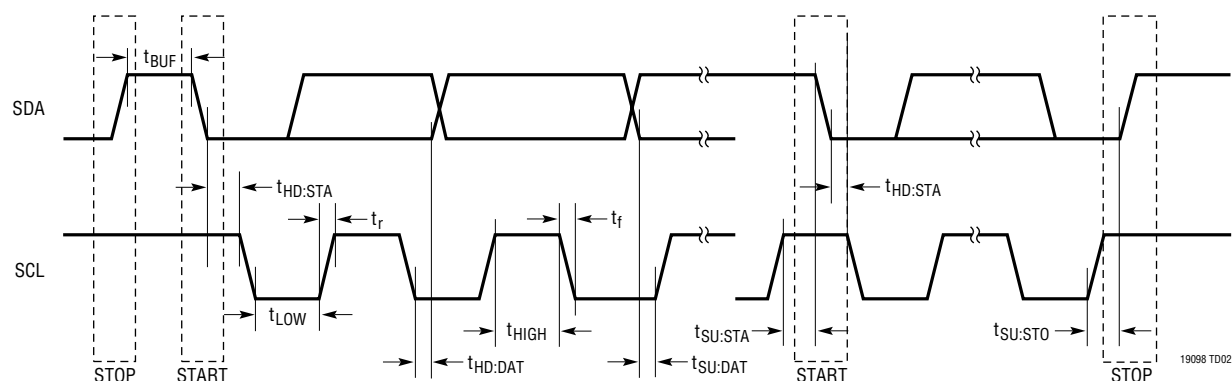 tBUF
SDA
tHD:STA
tr
tf
tHD:STA
SCL
tLOW
tHIGH
tSU:STA
tSU:STO
tHD:DAT
tSU:DAT
19098 TD02
STOP
START
START
STOP